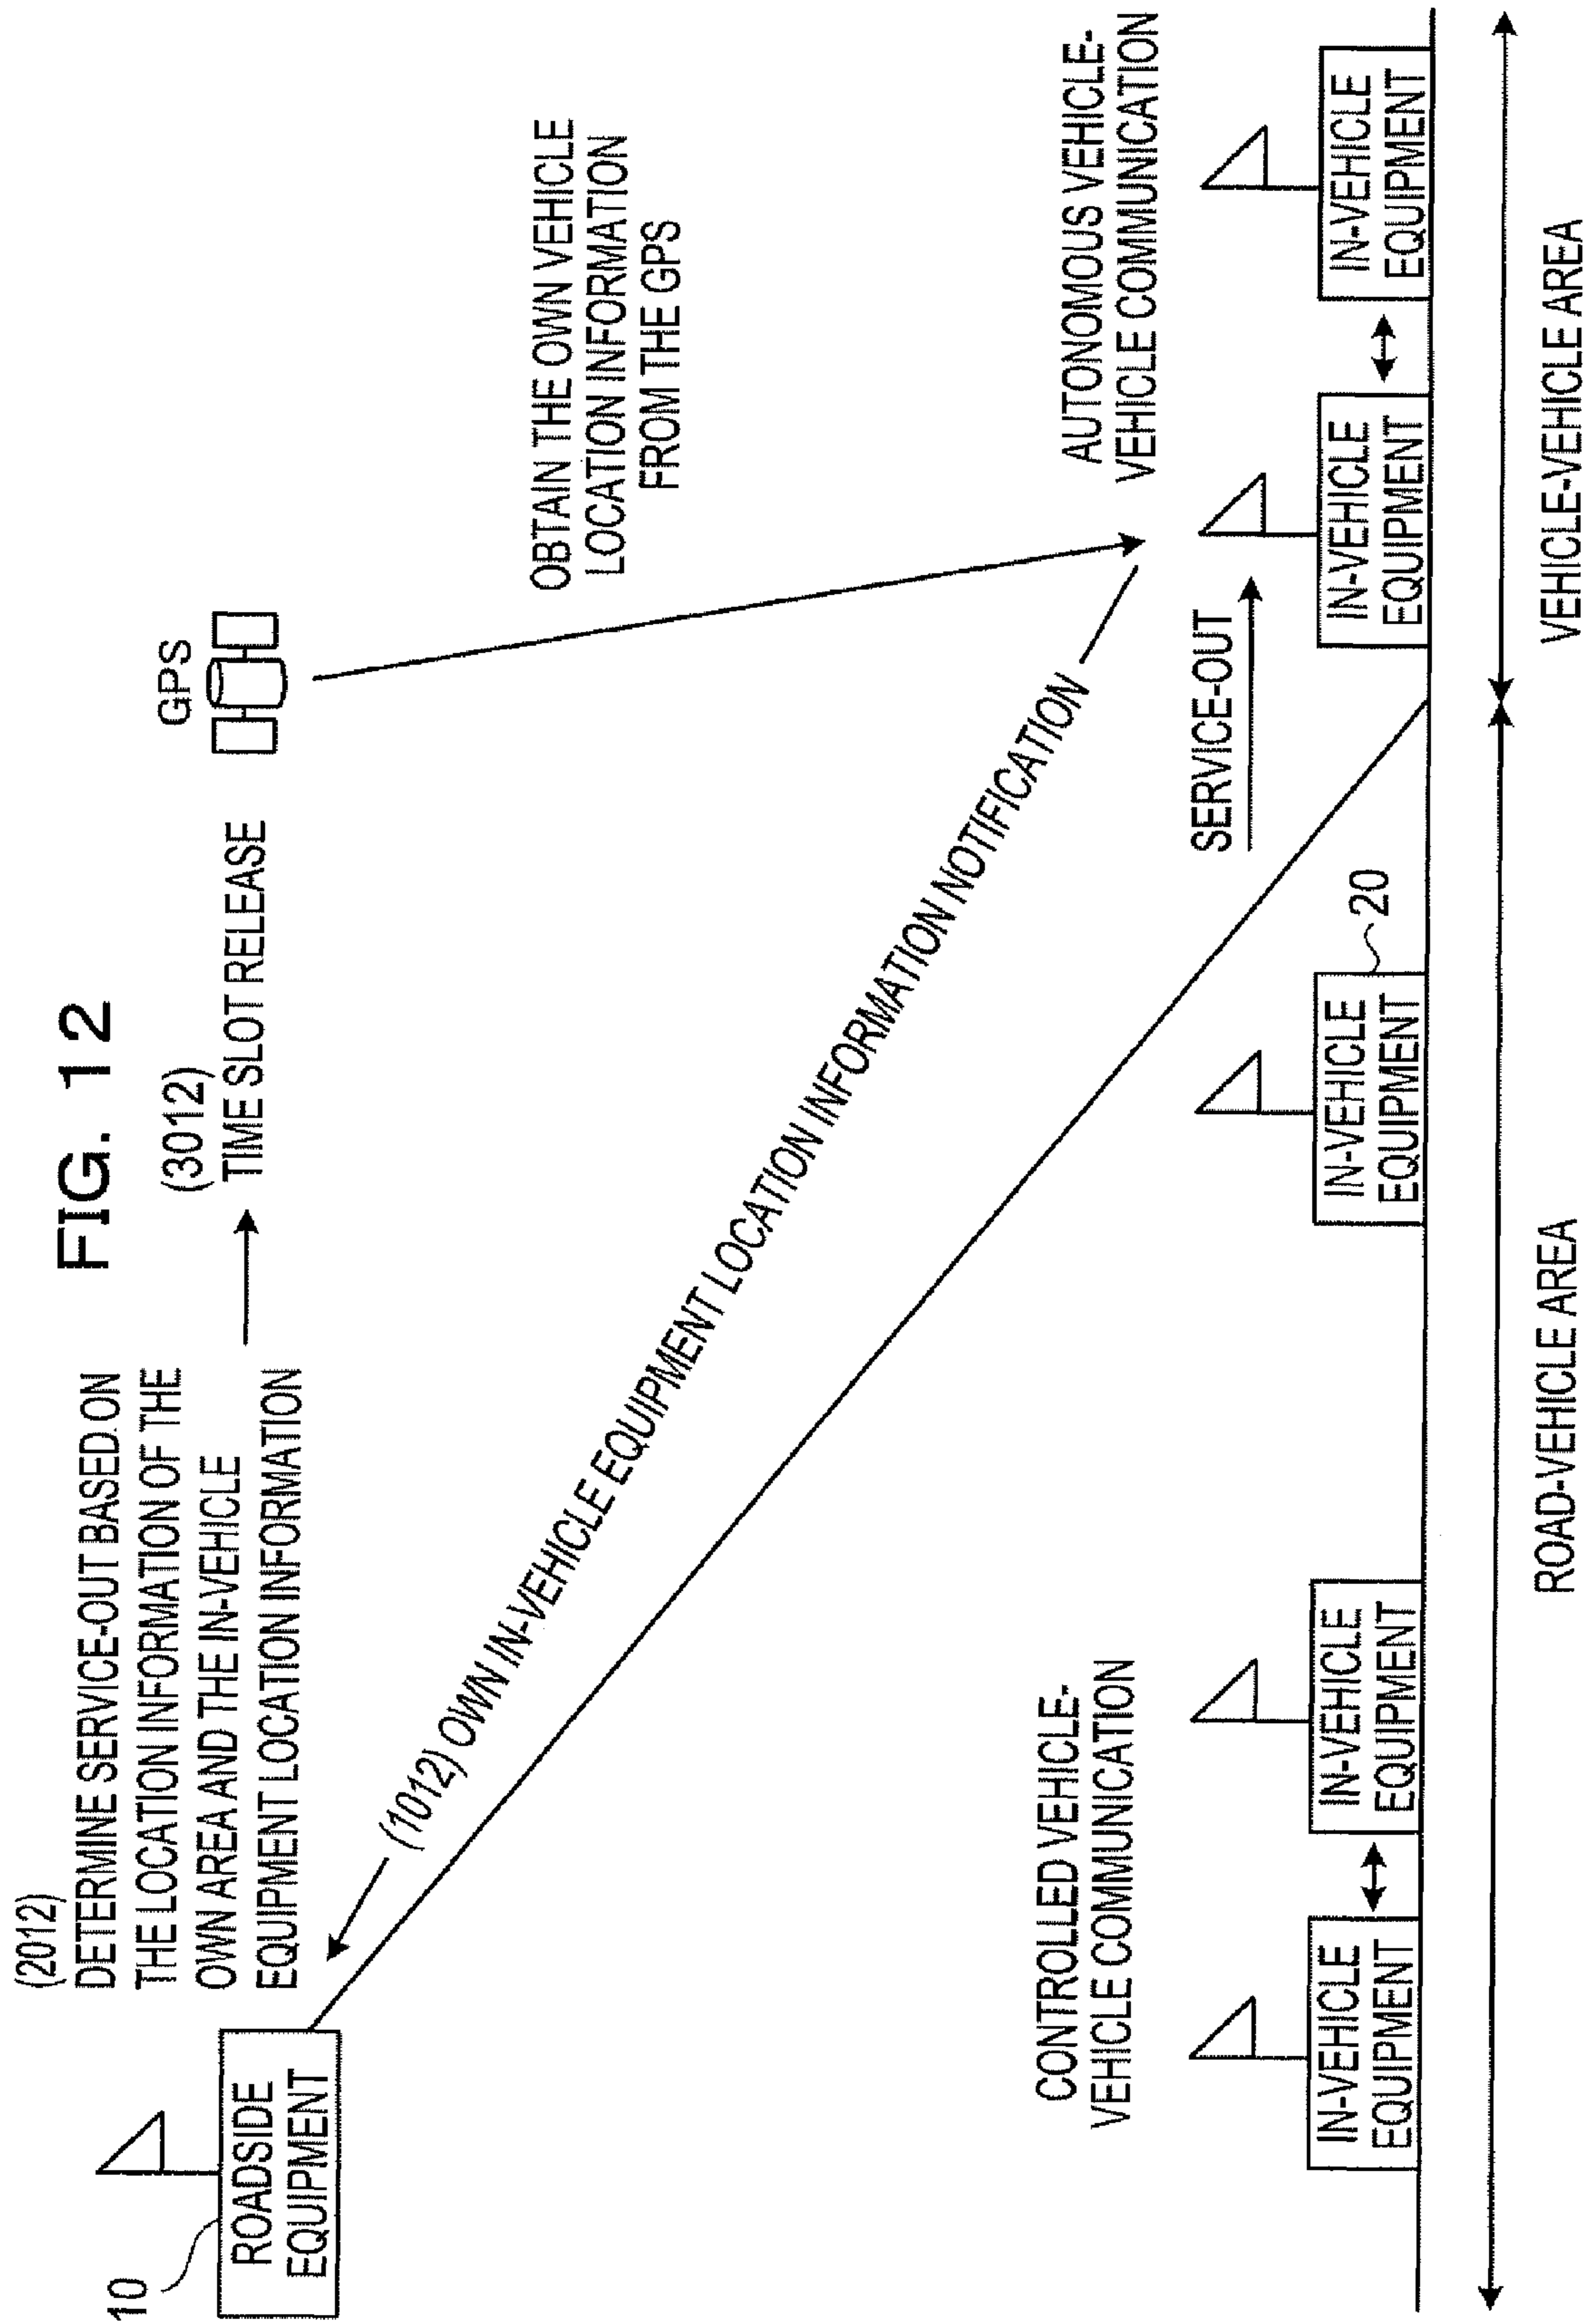 FIG. 12
(2012)
DETERMINE SERVICE-OUT BASED ON
THE LOCATION INFORMATION OF THE
OWN AREA AND THE IN-VEHICLE
EQUIPMENT LOCATION INFORMATION
(3012)
TIME SLOT RELEASE
GPS
10
ROADSIDE
EQUIPMENT
OBTAIN THE OWN VEHICLE
LOCATION INFORMATION
FROM THE GPS
(1012) OWN IN-VEHICLE EQUIPMENT LOCATION INFORMATION NOTIFICATION
CONTROLLED VEHICLE-
VEHICLE COMMUNICATION
AUTONOMOUS VEHICLE-
VEHICLE COMMUNICATION
SERVICE-OUT
IN-VEHICLE
EQUIPMENT
IN-VEHICLE
EQUIPMENT
IN-VEHICLE
EQUIPMENT
20
IN-VEHICLE
EQUIPMENT
IN-VEHICLE
EQUIPMENT
ROAD-VEHICLE AREA
VEHICLE-VEHICLE AREA